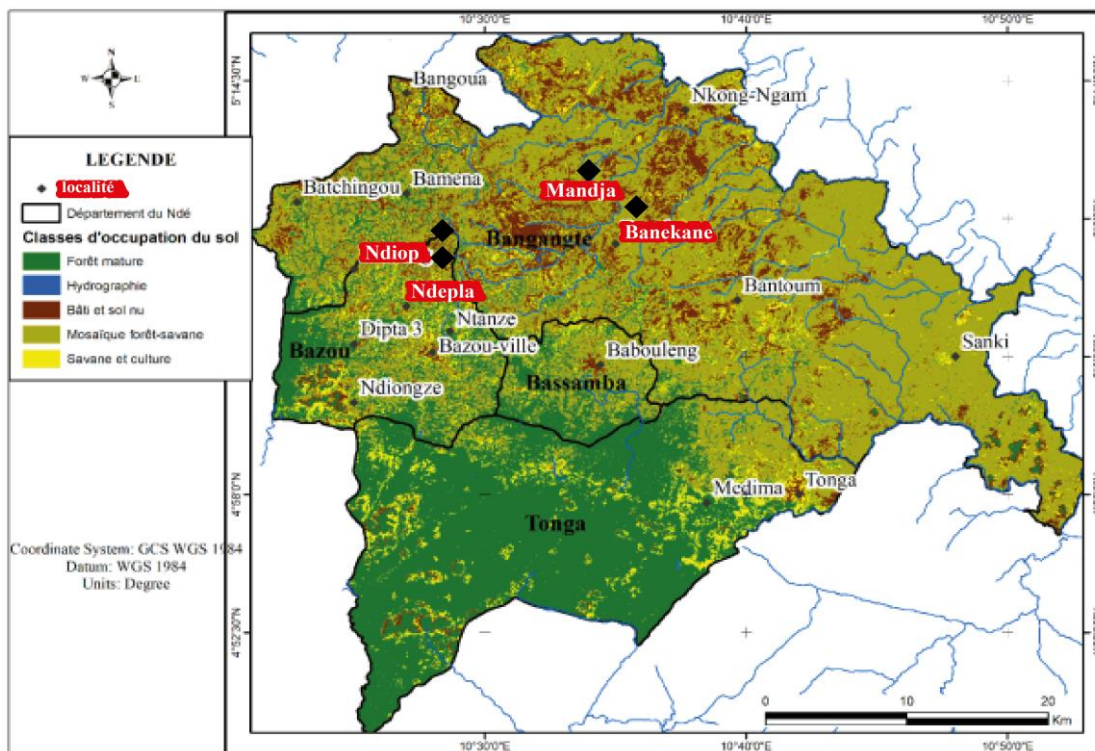 10°30'0"E 10°40'0"E 10°50'0"E
N
W E
S
LEGENDE
localité
Département du Ndé
Classes d'occupation du sol
Forêt mature
Hydrographie
Bâti et sol nu
Mosaïque forêt-savane
Savane et culture
Coordinate System: GCS WGS 1984
Datum: WGS 1984
Units: Degree
5°14'30"N
4°58'0"N
4°52'30"N
Bangoua
Nkong-Ngam
Batchingou
Bamena
Mandja
Banekane
Bangangte
Ndiop
Ndepla
Bantoum
Ntanze
Dipta 3
Bazou
Bazou-ville
Babouleng
Sanki
Ndiongze
Bassamba
Medima
Tonga
Tonga
0 10 20
Km
10°30'0"E 10°40'0"E 10°50'0"E